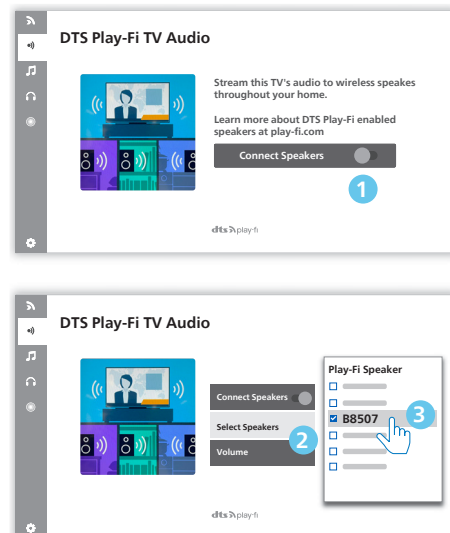 DTS Play-Fi TV Audio
Stream this TV's audio to wireless speakes
throughout your home.
Learn more about DTS Play-Fi enabled
speakers at play-fi.com
Connect Speakers
1
dts play-fi
DTS Play-Fi TV Audio
Connect Speakers
Select Speakers
2
Volume
Play-Fi Speaker
B8507
3
dts play-fi